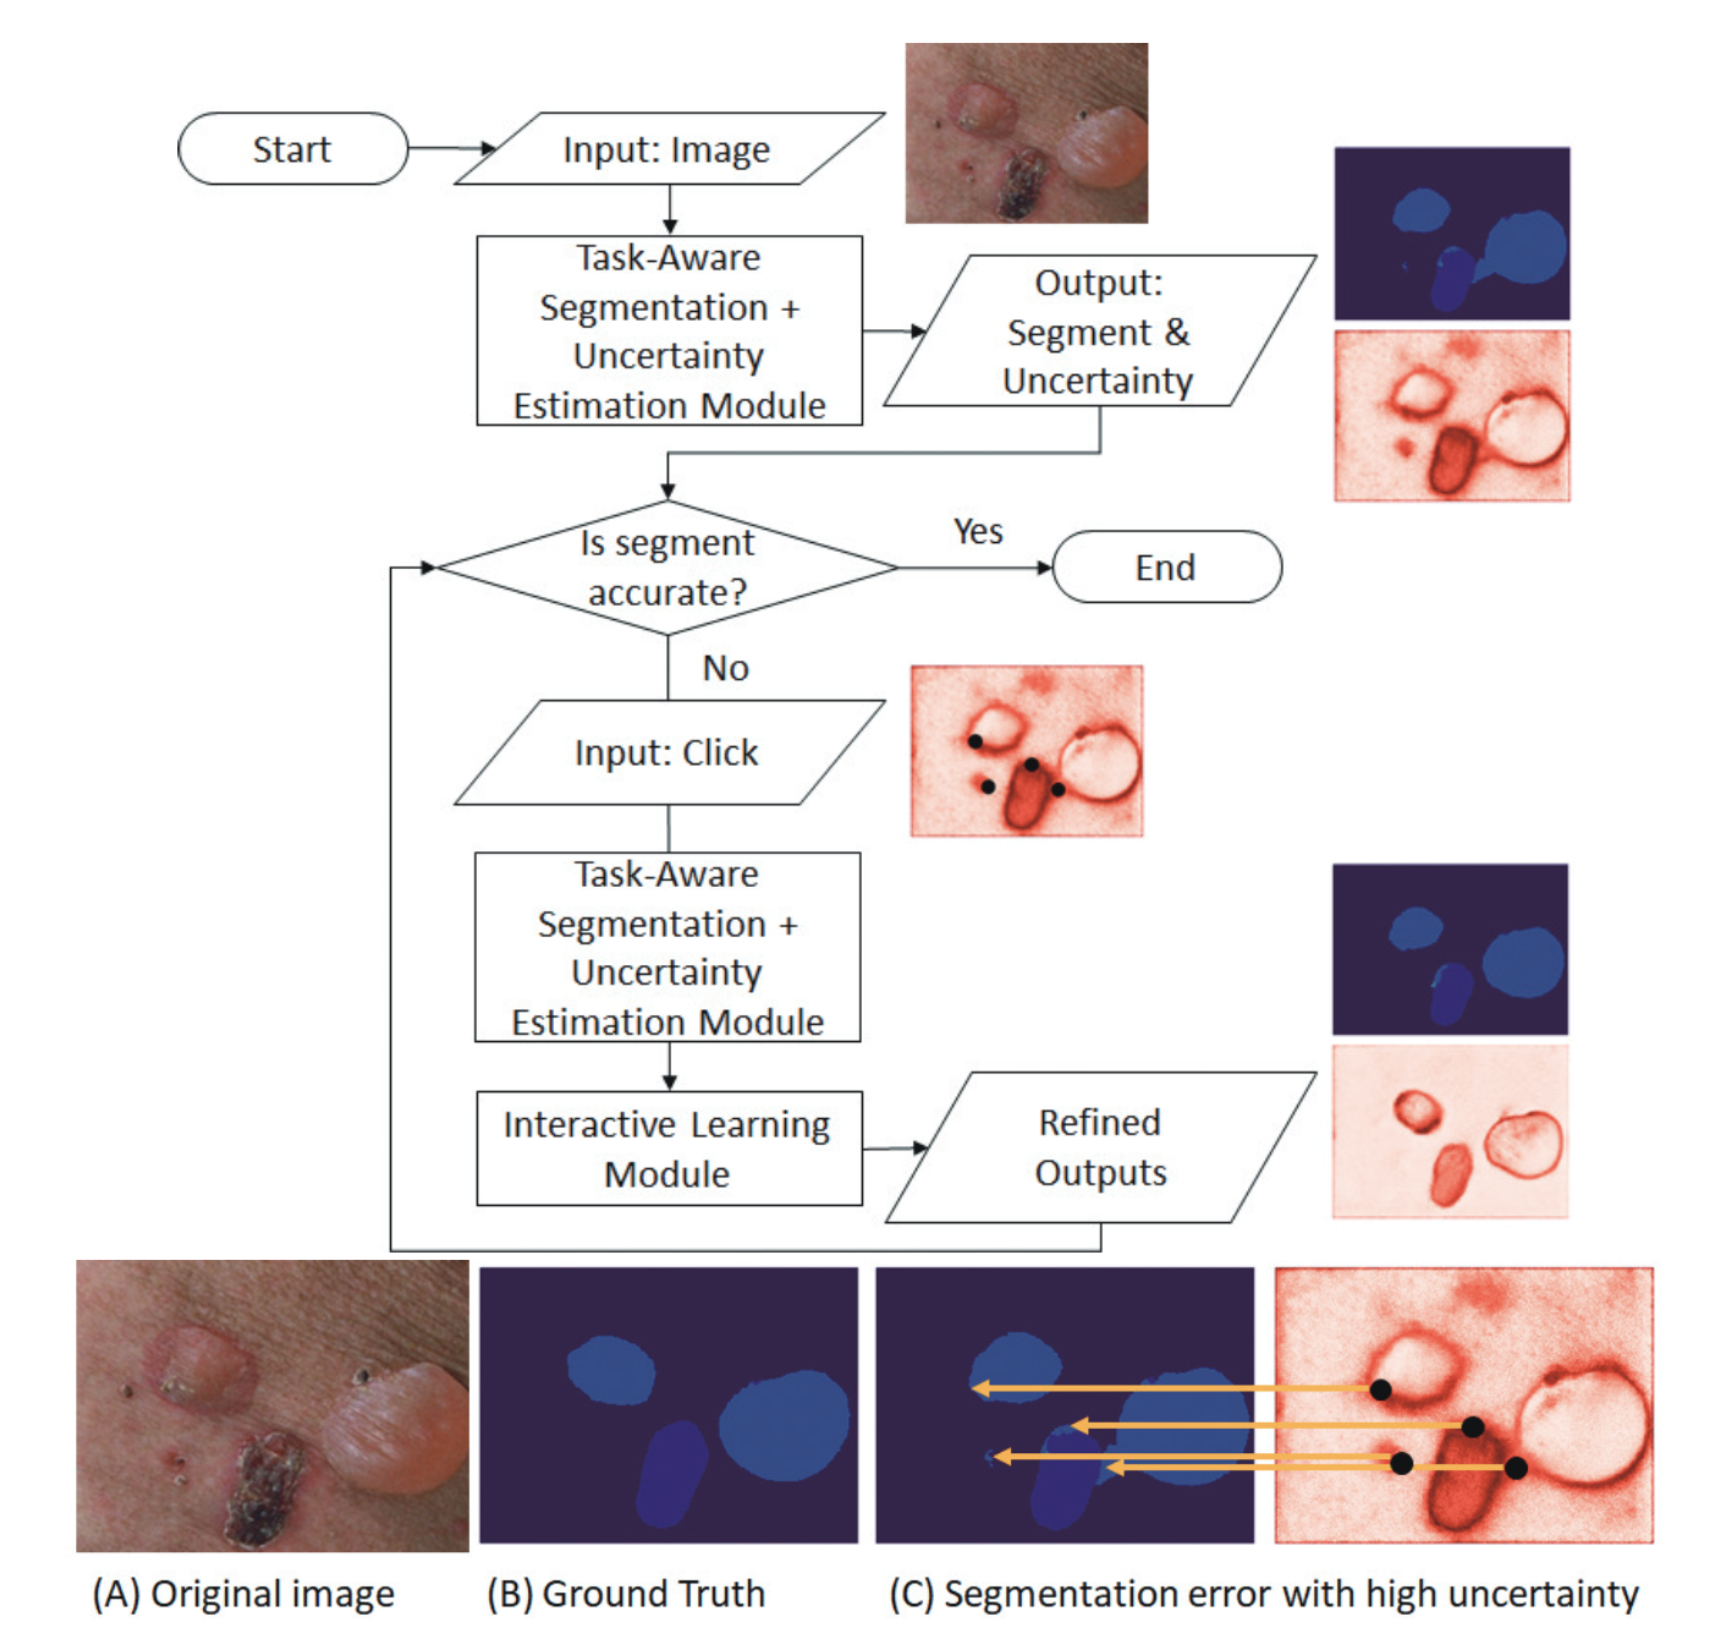 Start
Input: Image
Task-Aware
Segmentation +
Uncertainty
Estimation Module
Output:
Segment &
Uncertainty
Is segment
accurate?
Yes
End
No
Input: Click
Task-Aware
Segmentation +
Uncertainty
Estimation Module
Interactive Learning
Module
Refined
Outputs
(A) Original image
(B) Ground Truth
(C) Segmentation error with high uncertainty